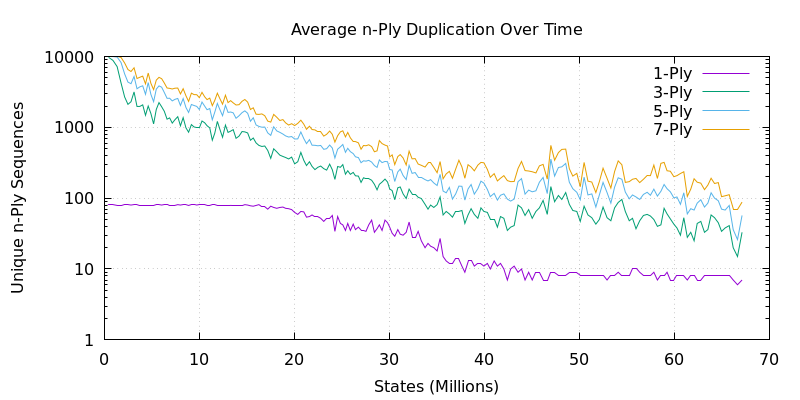 Average n-Ply Duplication Over Time
Unique n-Ply Sequences
10000
1000
100
10
1
1-Ply
3-Ply
5-Ply
7-Ply
0 10 20 30 40 50 60 70
States (Millions)